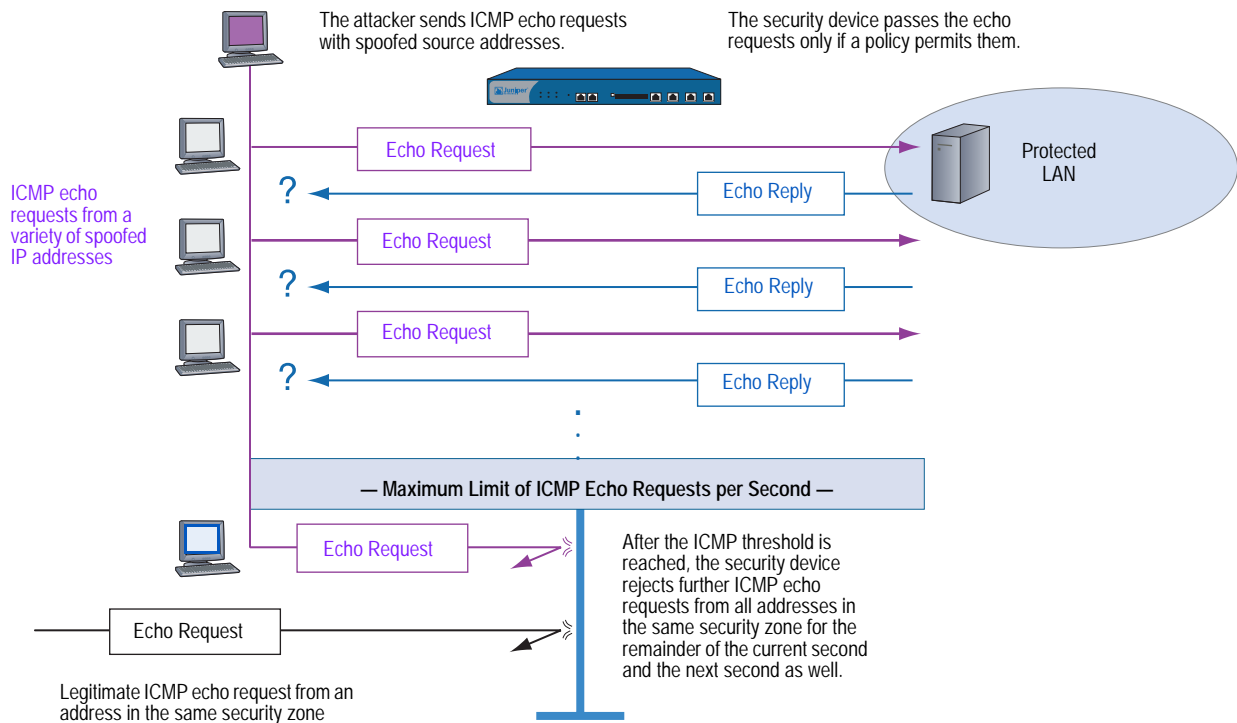 The attacker sends ICMP echo requests
with spoofed source addresses.
The security device passes the echo
requests only if a policy permits them.
Juniper
Echo Request
Protected
LAN
ICMP echo
requests from a
variety of spoofed
IP addresses
?
Echo Reply
Echo Request
?
Echo Reply
Echo Request
?
Echo Reply
— Maximum Limit of ICMP Echo Requests per Second —
Echo Request
After the ICMP threshold is
reached, the security device
rejects further ICMP echo
requests from all addresses in
the same security zone for the
remainder of the current second
and the next second as well.
Echo Request
Legitimate ICMP echo request from an
address in the same security zone